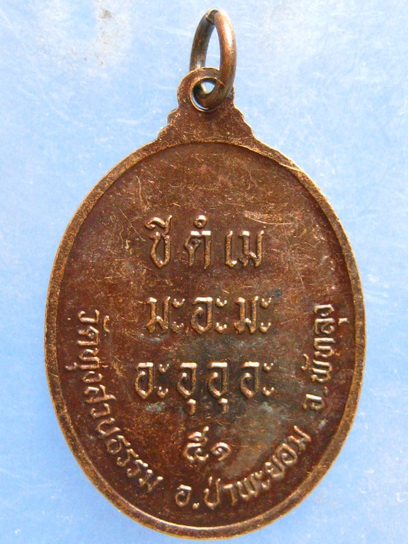 ชี ตํ เม
มะ อะ มะ
อะ อุ อุ อะ
๕๑
วัดทุ่งสวนธรรม อ.ป่าพะยอม จ.พัทลุง